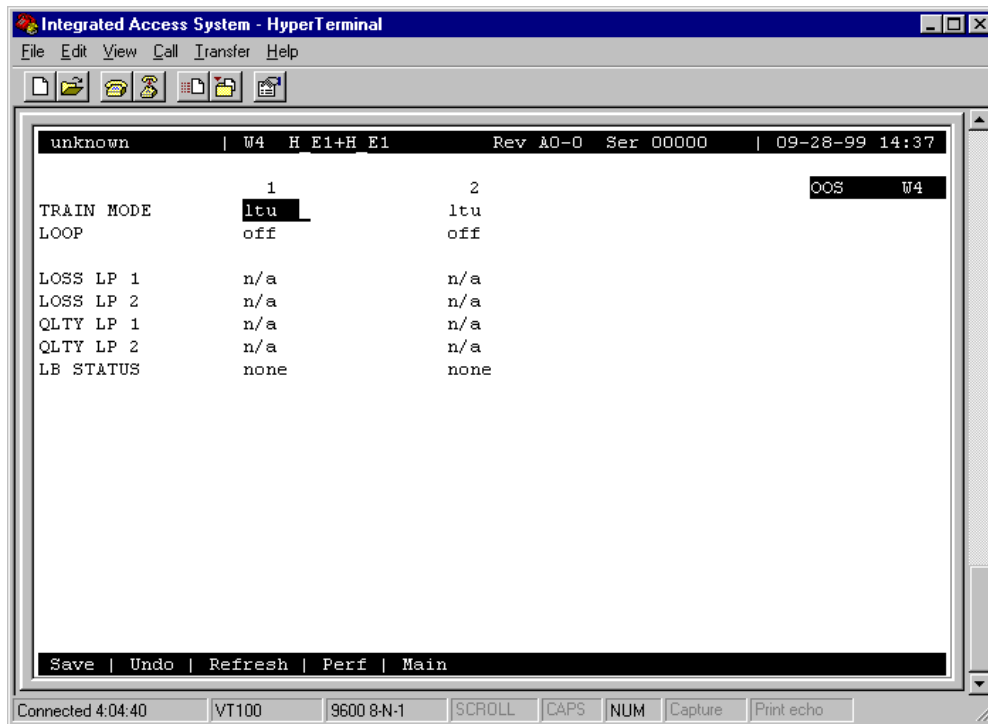 Integrated Access System - HyperTerminal
File Edit View Call Transfer Help
unknown | W4 H_E1+H_E1 Rev A0-0 Ser 00000 | 09-28-99 14:37
1 2 OOS W4
TRAIN MODE ltu ltu
LOOP off off
LOSS LP 1 n/a n/a
LOSS LP 2 n/a n/a
QLTY LP 1 n/a n/a
QLTY LP 2 n/a n/a
LB STATUS none none
Save | Undo | Refresh | Perf | Main
Connected 4:04:40 VT100 9600 8-N-1 SCROLL CAPS NUM Capture Print echo